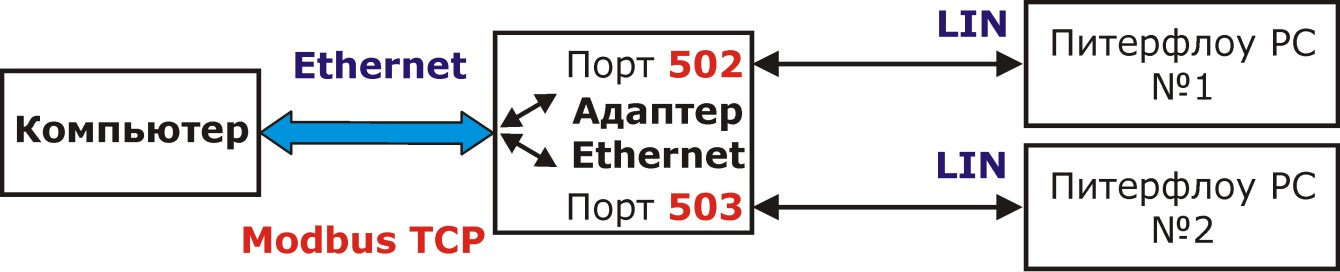 Компьютер
Ethernet
Modbus TCP
Порт 502
Адаптер
Ethernet
Порт 503
LIN
Питерфлоу РС
№1
LIN
Питерфлоу РС
№2